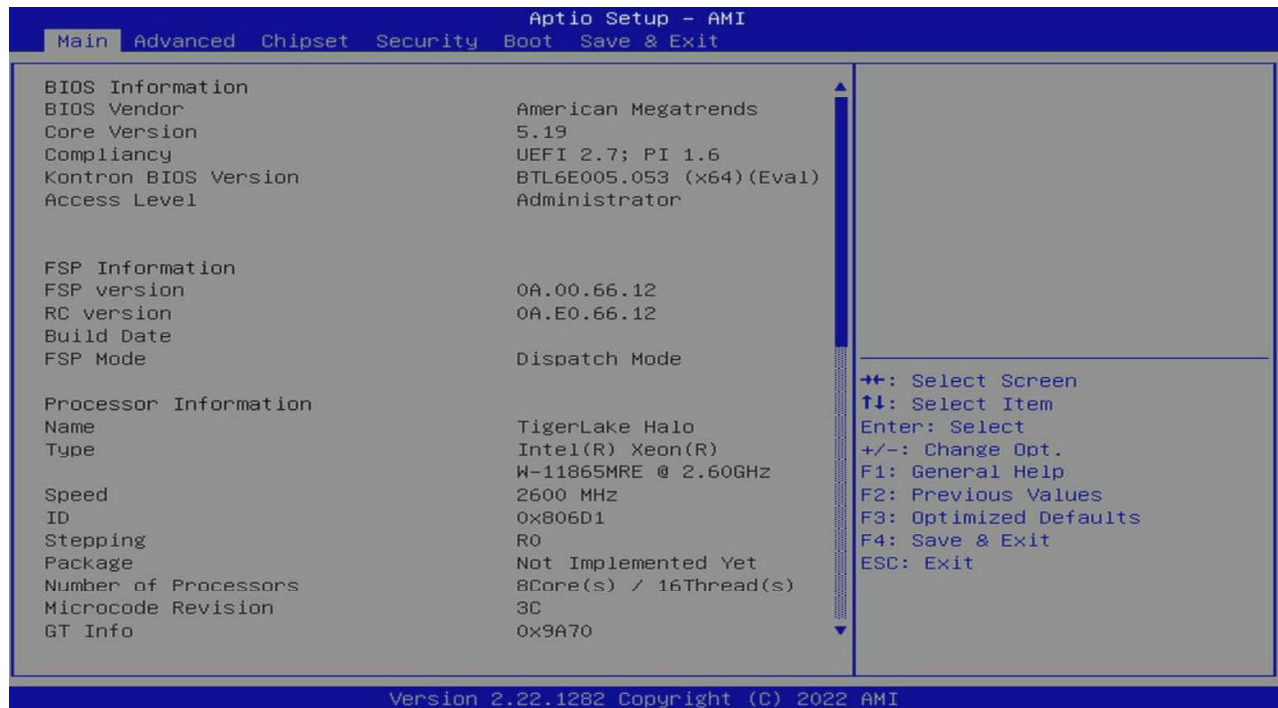 Aptio Setup – AMI
Main Advanced Chipset Security Boot Save & Exit
BIOS Information
BIOS Vendor American Megatrends
Core Version 5.19
Compliancy UEFI 2.7; PI 1.6
Kontron BIOS Version BTL6E005.053 (x64)(Eval)
Access Level Administrator
FSP Information
FSP version 0A.00.66.12
RC version 0A.E0.66.12
Build Date
FSP Mode Dispatch Mode
Processor Information
Name TigerLake Halo
Type Intel(R) Xeon(R)
W-11865MRE @ 2.60GHz
Speed 2600 MHz
ID 0x806D1
Stepping R0
Package Not Implemented Yet
Number of Processors 8Core(s) / 16Thread(s)
Microcode Revision 3C
GT Info 0x9A70
→←: Select Screen
↑↓: Select Item
Enter: Select
+/-: Change Opt.
F1: General Help
F2: Previous Values
F3: Optimized Defaults
F4: Save & Exit
ESC: Exit
Version 2.22.1282 Copyright (C) 2022 AMI